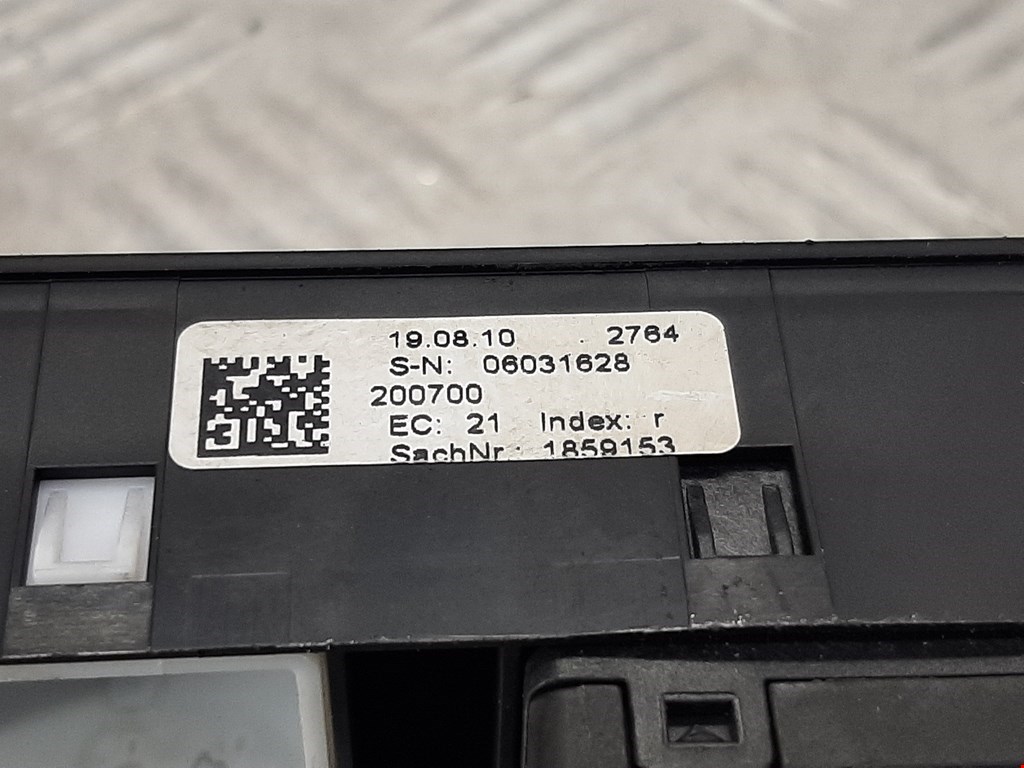 19.08.10 2764
S-N: 06031628
200700
EC: 21 Index: r
SachNr.: 1859153